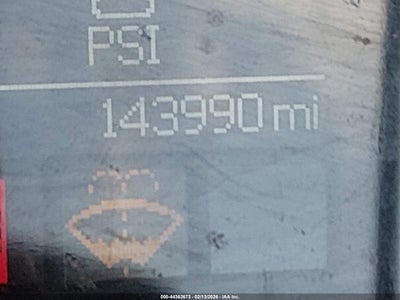 PSI
143990 mi
000-44362673 - 02/13/2026 - IAA Inc.